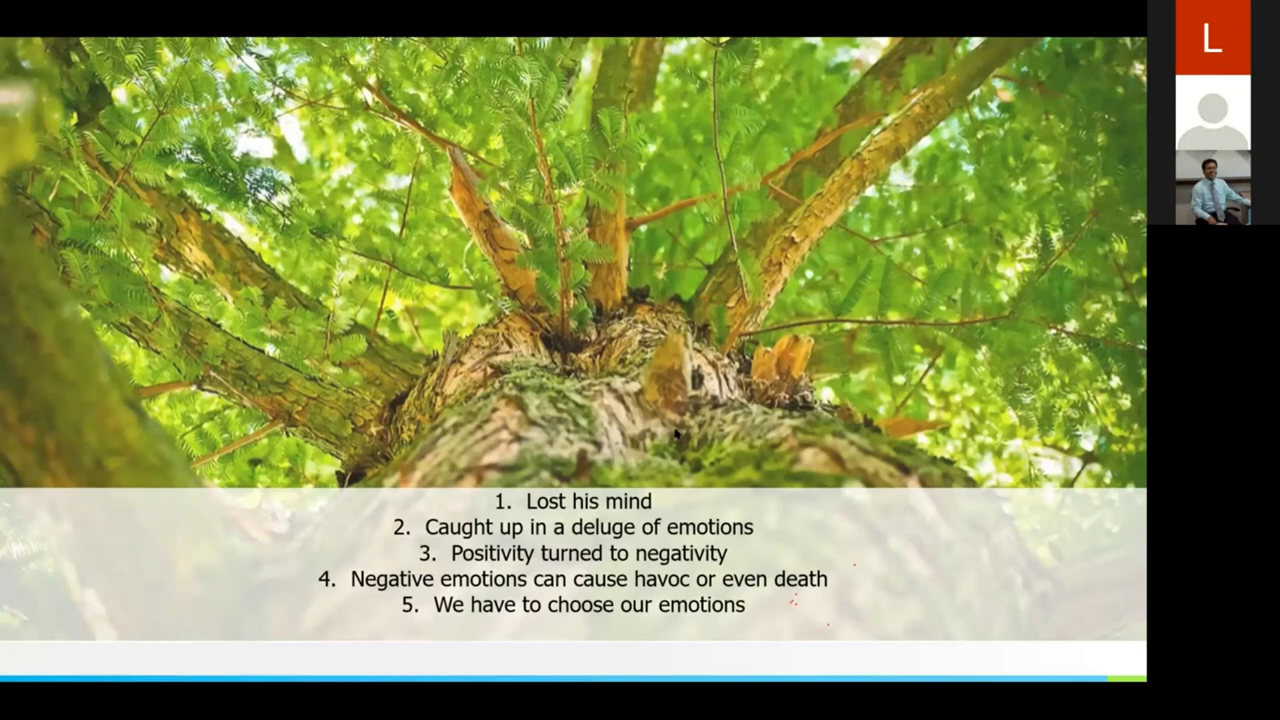 L
1. Lost his mind
2. Caught up in a deluge of emotions
3. Positivity turned to negativity
4. Negative emotions can cause havoc or even death
5. We have to choose our emotions